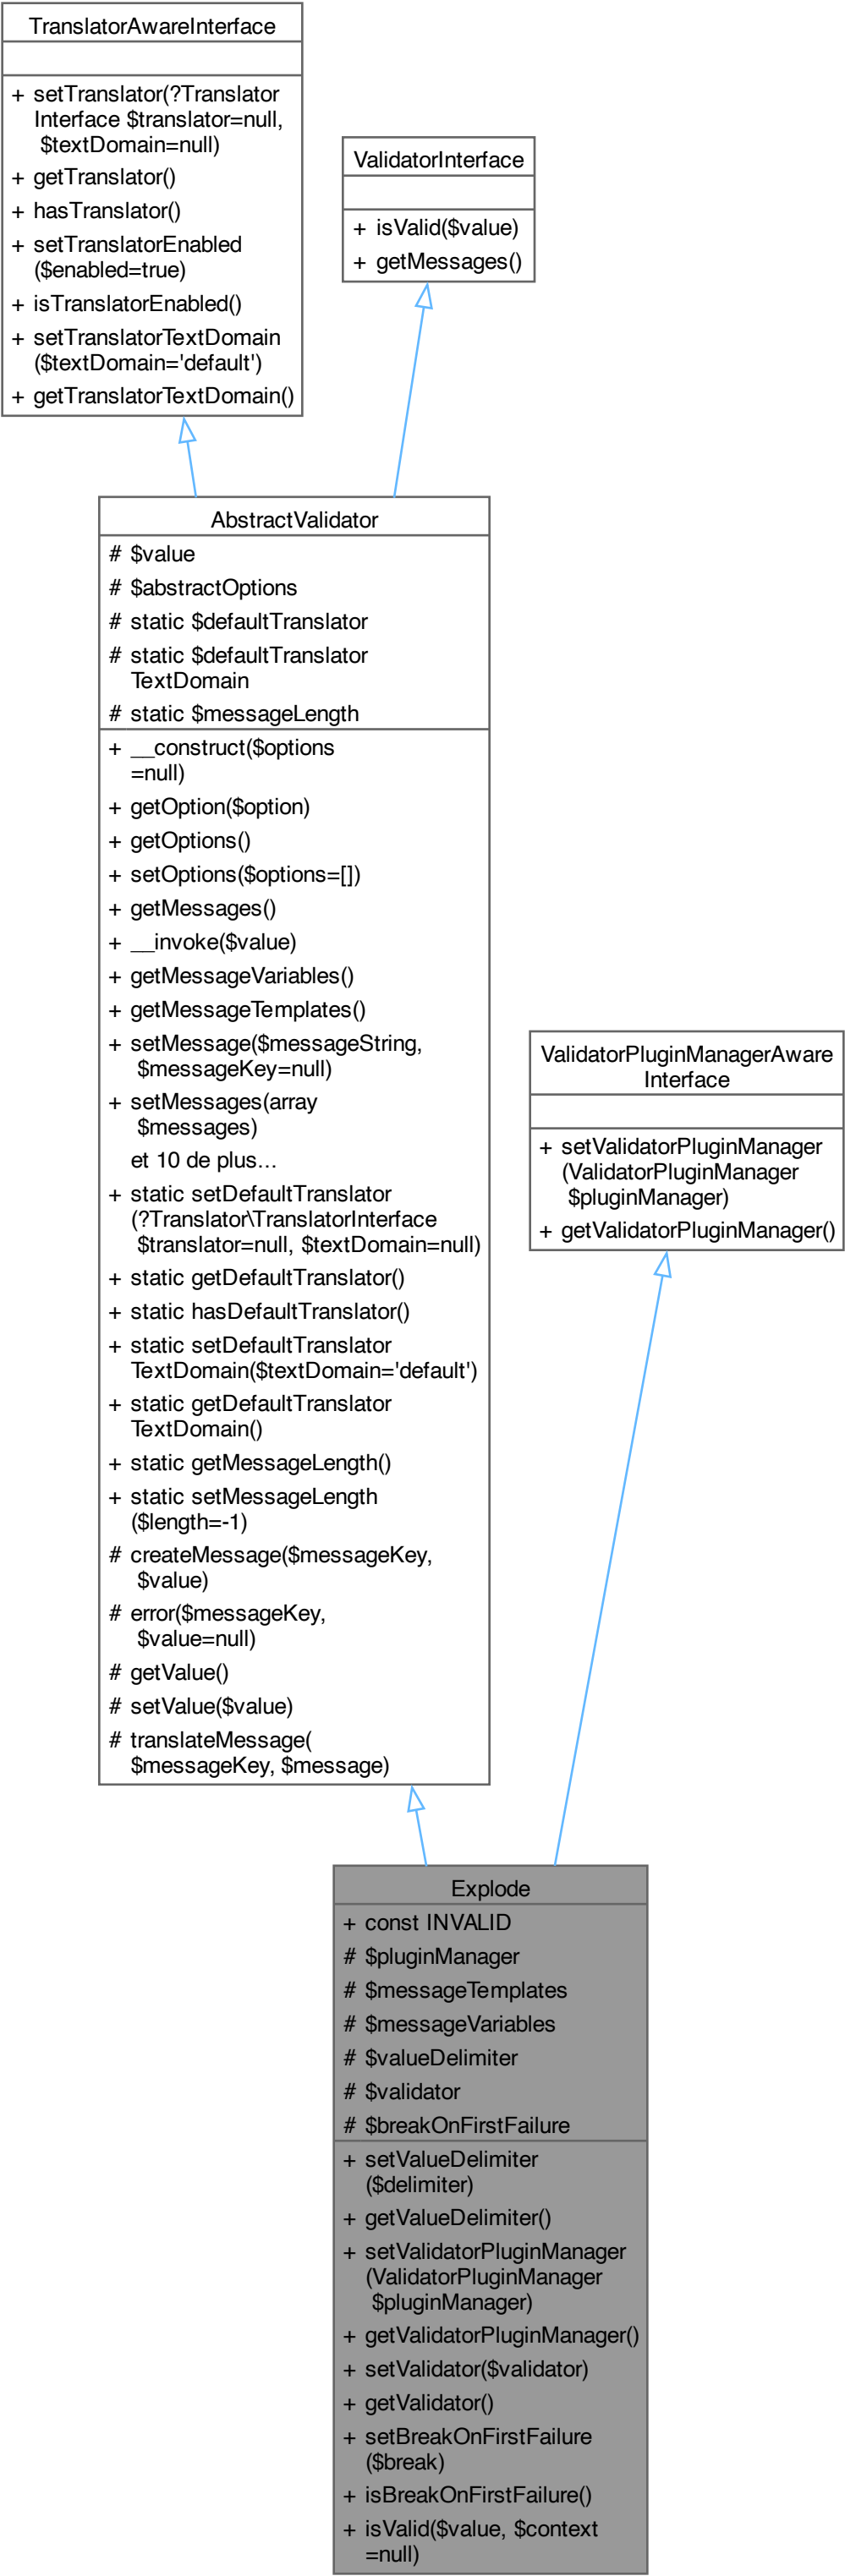 TranslatorAwareInterface
+ setTranslator(?Translator
Interface $translator=null,
$textDomain=null)
+ getTranslator()
+ hasTranslator()
+ setTranslatorEnabled
($enabled=true)
+ isTranslatorEnabled()
+ setTranslatorTextDomain
($textDomain='default')
+ getTranslatorTextDomain()
ValidatorInterface
+ isValid($value)
+ getMessages()
AbstractValidator
# $value
# $abstractOptions
# static $defaultTranslator
# static $defaultTranslator
TextDomain
# static $messageLength
+ __construct($options
=null)
+ getOption($option)
+ getOptions()
+ setOptions($options=[])
+ getMessages()
+ __invoke($value)
+ getMessageVariables()
+ getMessageTemplates()
+ setMessage($messageString,
$messageKey=null)
+ setMessages(array
$messages)
et 10 de plus...
+ static setDefaultTranslator
(?Translator\TranslatorInterface
$translator=null, $textDomain=null)
+ static getDefaultTranslator()
+ static hasDefaultTranslator()
+ static setDefaultTranslator
TextDomain($textDomain='default')
+ static getDefaultTranslator
TextDomain()
+ static getMessageLength()
+ static setMessageLength
($length=-1)
# createMessage($messageKey,
$value)
# error($messageKey,
$value=null)
# getValue()
# setValue($value)
# translateMessage(
$messageKey, $message)
ValidatorPluginManagerAware
Interface
+ setValidatorPluginManager
(ValidatorPluginManager
$pluginManager)
+ getValidatorPluginManager()
Explode
+ const INVALID
# $pluginManager
# $messageTemplates
# $messageVariables
# $valueDelimiter
# $validator
# $breakOnFirstFailure
+ setValueDelimiter
($delimiter)
+ getValueDelimiter()
+ setValidatorPluginManager
(ValidatorPluginManager
$pluginManager)
+ getValidatorPluginManager()
+ setValidator($validator)
+ getValidator()
+ setBreakOnFirstFailure
($break)
+ isBreakOnFirstFailure()
+ isValid($value, $context
=null)